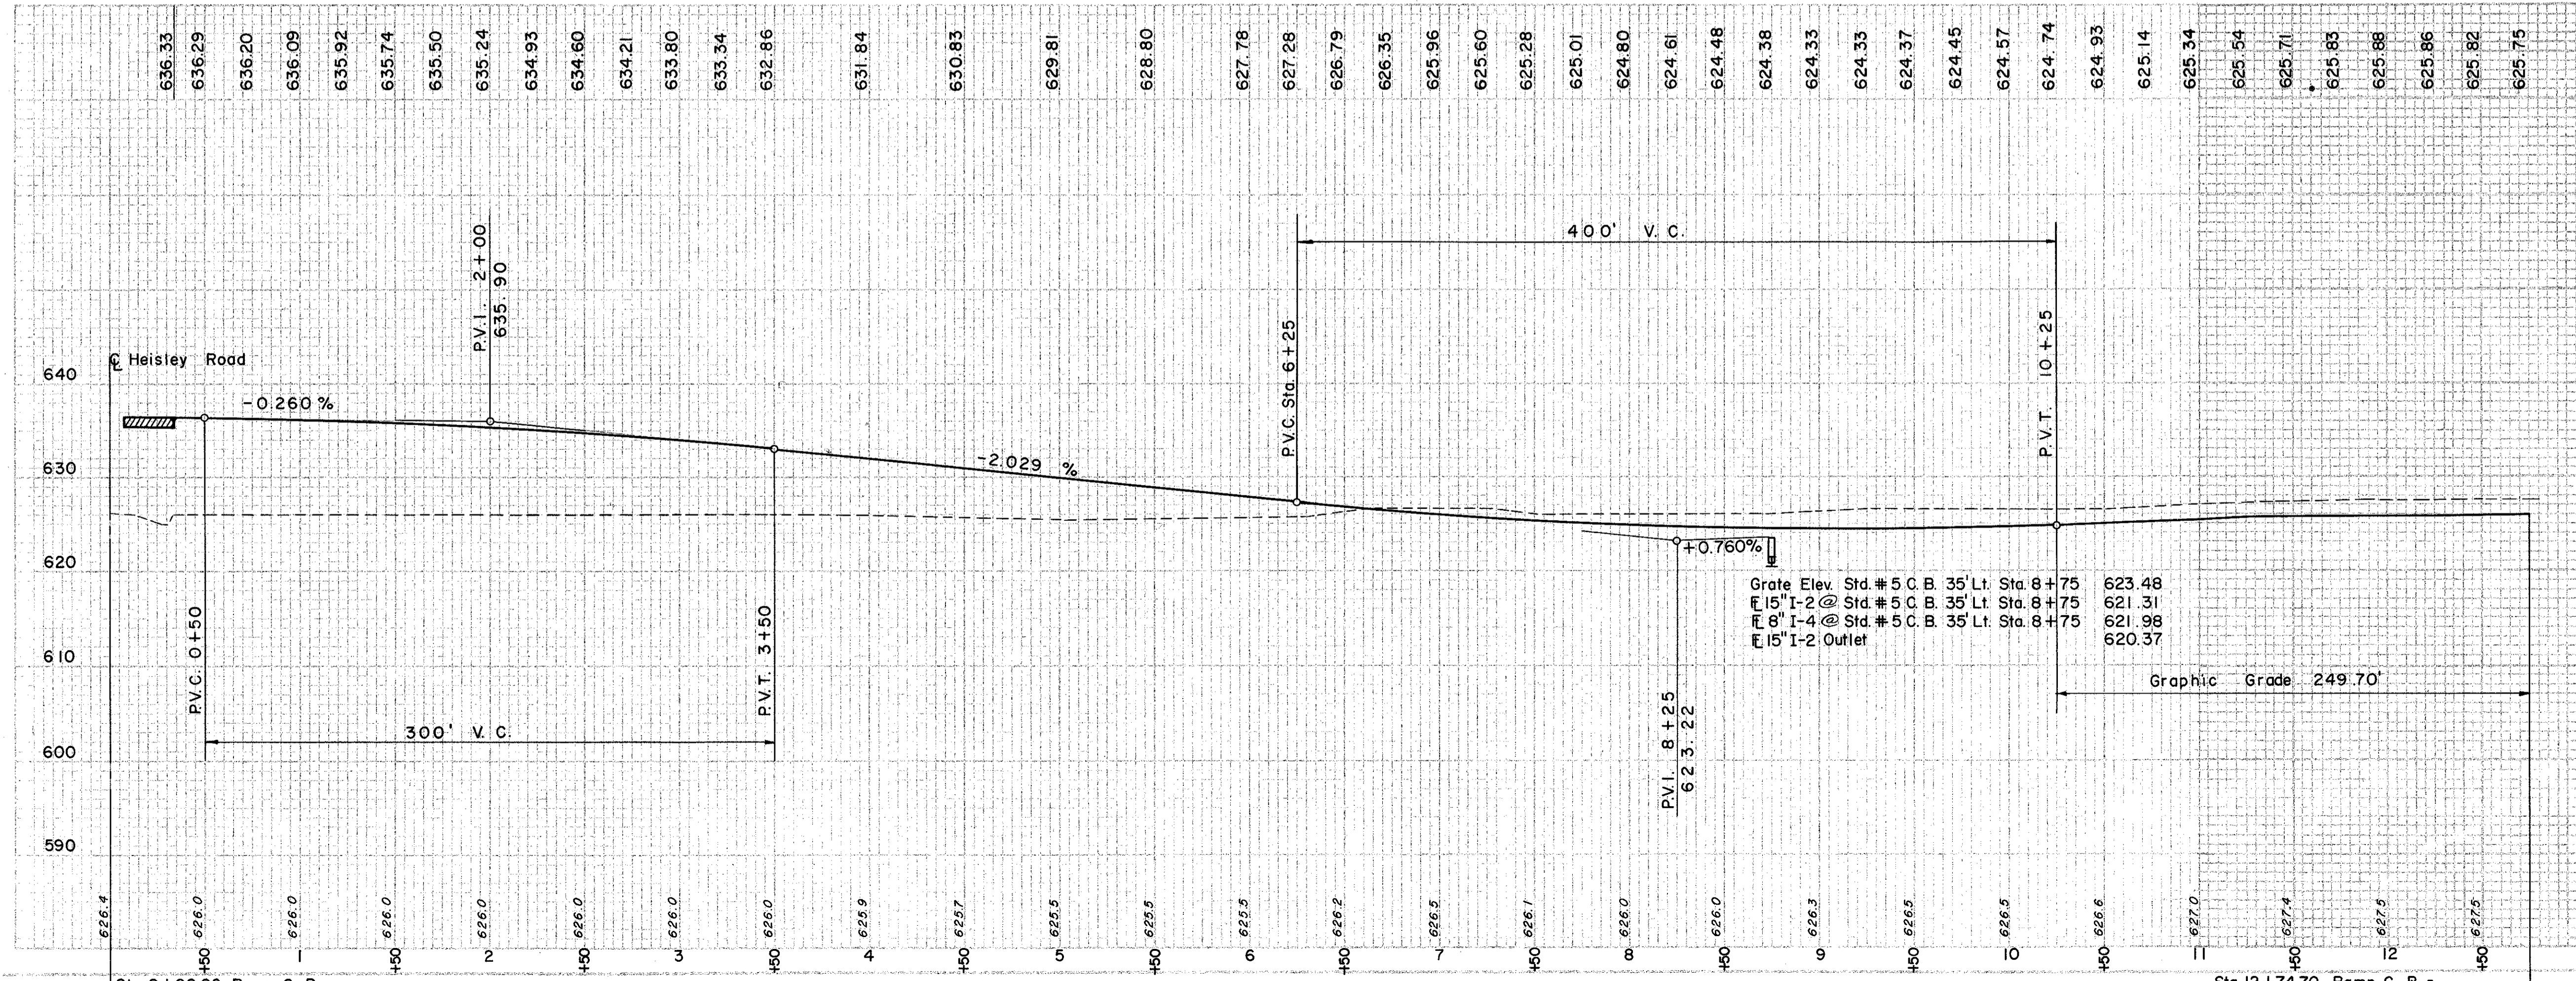 636.33 636.29 636.20 636.09 635.92 635.74 635.50 635.24 634.93 634.60 634.21 633.80 633.34 632.86 631.84 630.83 629.81 628.80 627.78 627.28 626.79 626.35 625.96 625.60 625.28 625.01 624.80 624.61 624.48 624.38 624.33 624.33 624.37 624.45 624.57 624.74 624.93 625.14 625.34 625.54 625.71 625.83 625.88 625.86 625.82 625.75
400' V. C.
P.V.I. 2+00
635.90
P.V.C. Sta. 6+25
P.V.T. 10+25
℄ Heisley Road
640
-0.260 %
630
-2.029 %
620
+0.760%
Grate Elev. Std. #5 C. B. 35' Lt. Sta. 8+75 623.48
15" I-2 @ Std. #5 C. B. 35' Lt. Sta. 8+75 621.31
8" I-4 @ Std. #5 C. B. 35' Lt. Sta. 8+75 621.98
15" I-2 Outlet 620.37
610
P.V.C. 0+50
P.V.T. 3+50
Graphic Grade 249.70'
300' V. C.
P.V.I. 8+25
623.22
600
590
626.4 626.0 626.0 626.0 626.0 626.0 626.0 626.0 625.9 625.7 625.5 625.5 625.5 626.2 626.5 626.1 626.0 626.0 626.3 626.5 626.5 626.6 627.0 627.4 627.5 627.5
+50 1 +50 2 +50 3 +50 4 +50 5 +50 6 +50 7 +50 8 +50 9 +50 10 +50 11 +50 12 +50